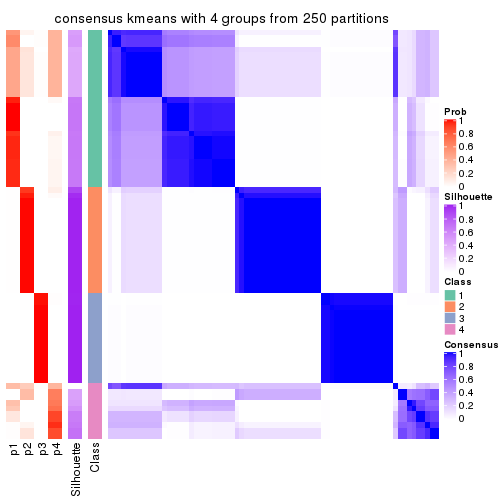 consensus kmeans with 4 groups from 250 partitions
Prob
1
0.8
0.6
0.4
0.2
0
Silhouette
1
0.8
0.6
0.4
0.2
0
Class
1
2
3
4
Consensus
1
0.8
0.6
0.4
0.2
0
p1
p2
p3
p4
Silhouette
Class